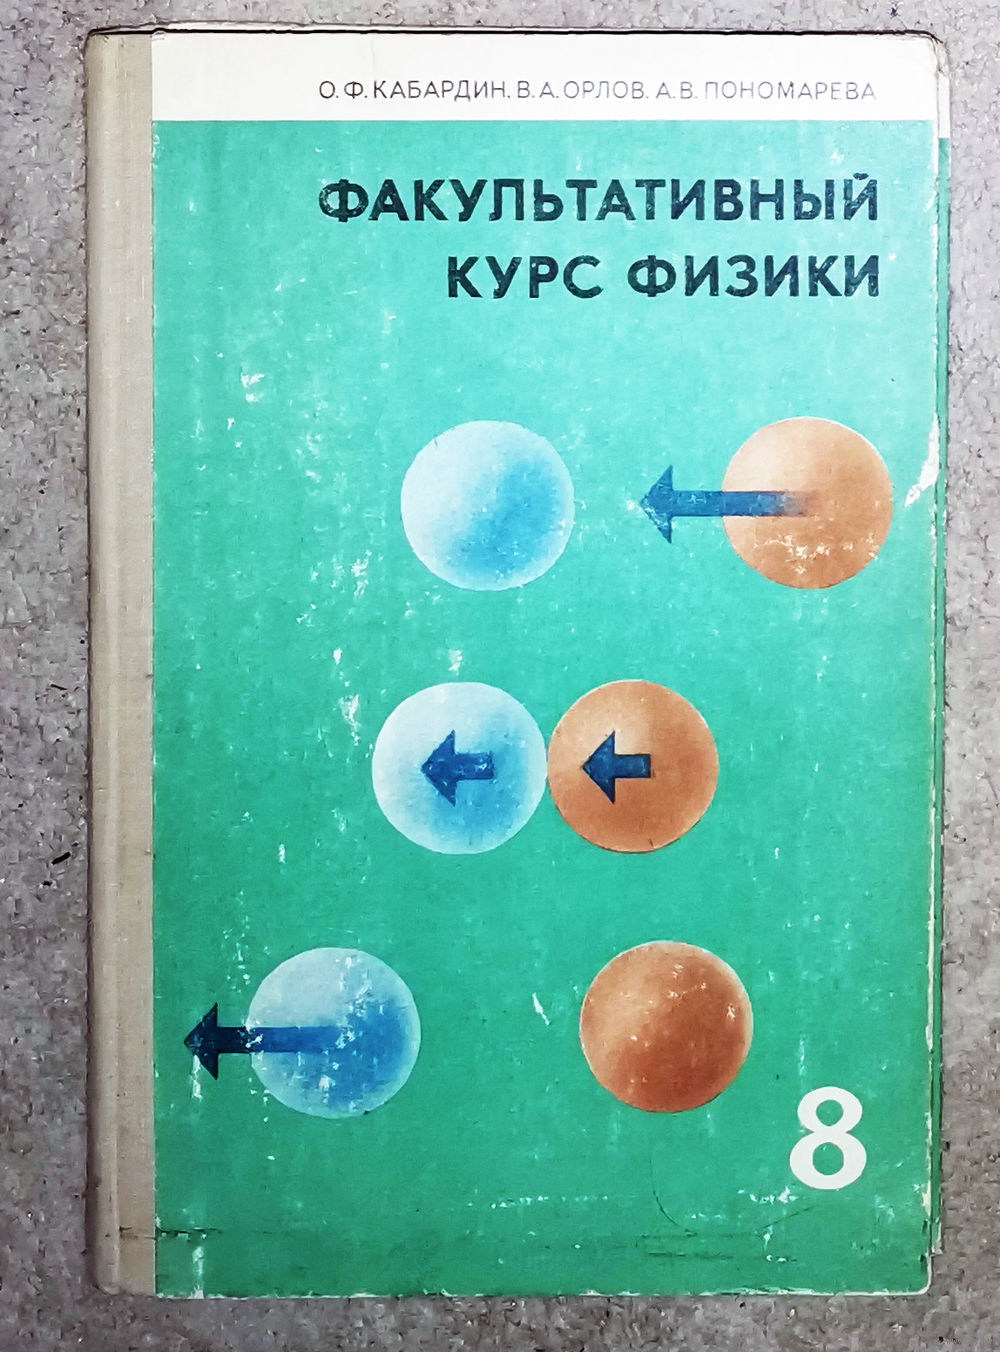 О.Ф.КАБАРДИН. В.А.ОРЛОВ. А.В.ПОНОМАРЕВА
ФАКУЛЬТАТИВНЫЙ
КУРС ФИЗИКИ
8